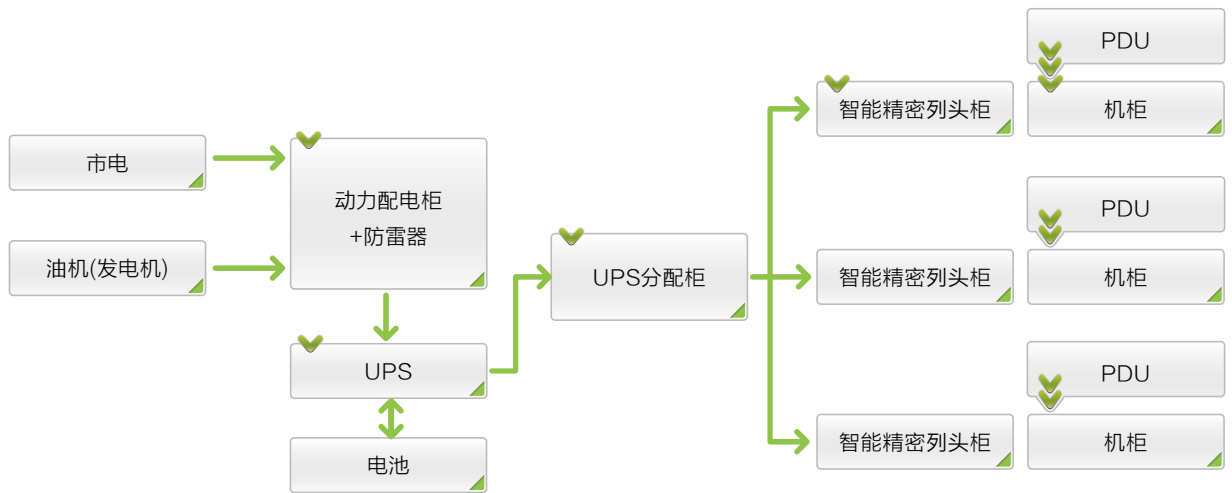 市电
油机(发电机)
动力配电柜
+防雷器
UPS
电池
UPS分配柜
PDU
智能精密列头柜
机柜
PDU
智能精密列头柜
机柜
PDU
智能精密列头柜
机柜